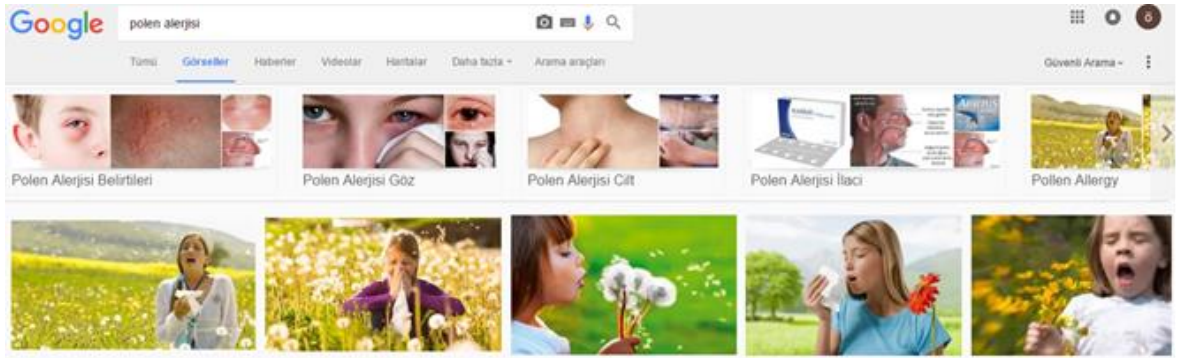 Google
polen alerjisi
Tümü Görseller Haberler Videolar Haritalar Daha fazla Arama araçları Güvenli Arama
Polen Alerjisi Belirtileri Polen Alerjisi Göz Polen Alerjisi Cilt Polen Alerjisi İlaci Pollen Allergy